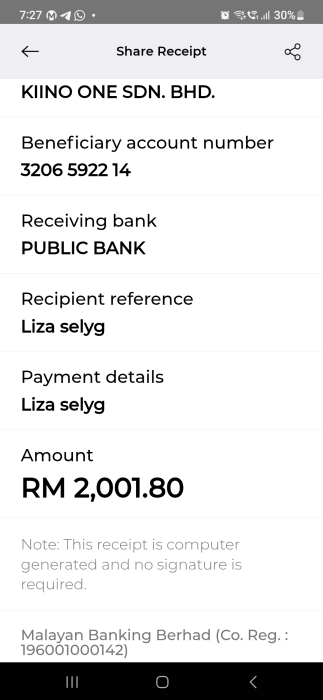 7:27
30%
Share Receipt
KIINO ONE SDN. BHD.
Beneficiary account number
3206 5922 14
Receiving bank
PUBLIC BANK
Recipient reference
Liza selyg
Payment details
Liza selyg
Amount
RM 2,001.80
Note: This receipt is computer
generated and no signature is
required.
Malayan Banking Berhad (Co. Reg. :
196001000142)